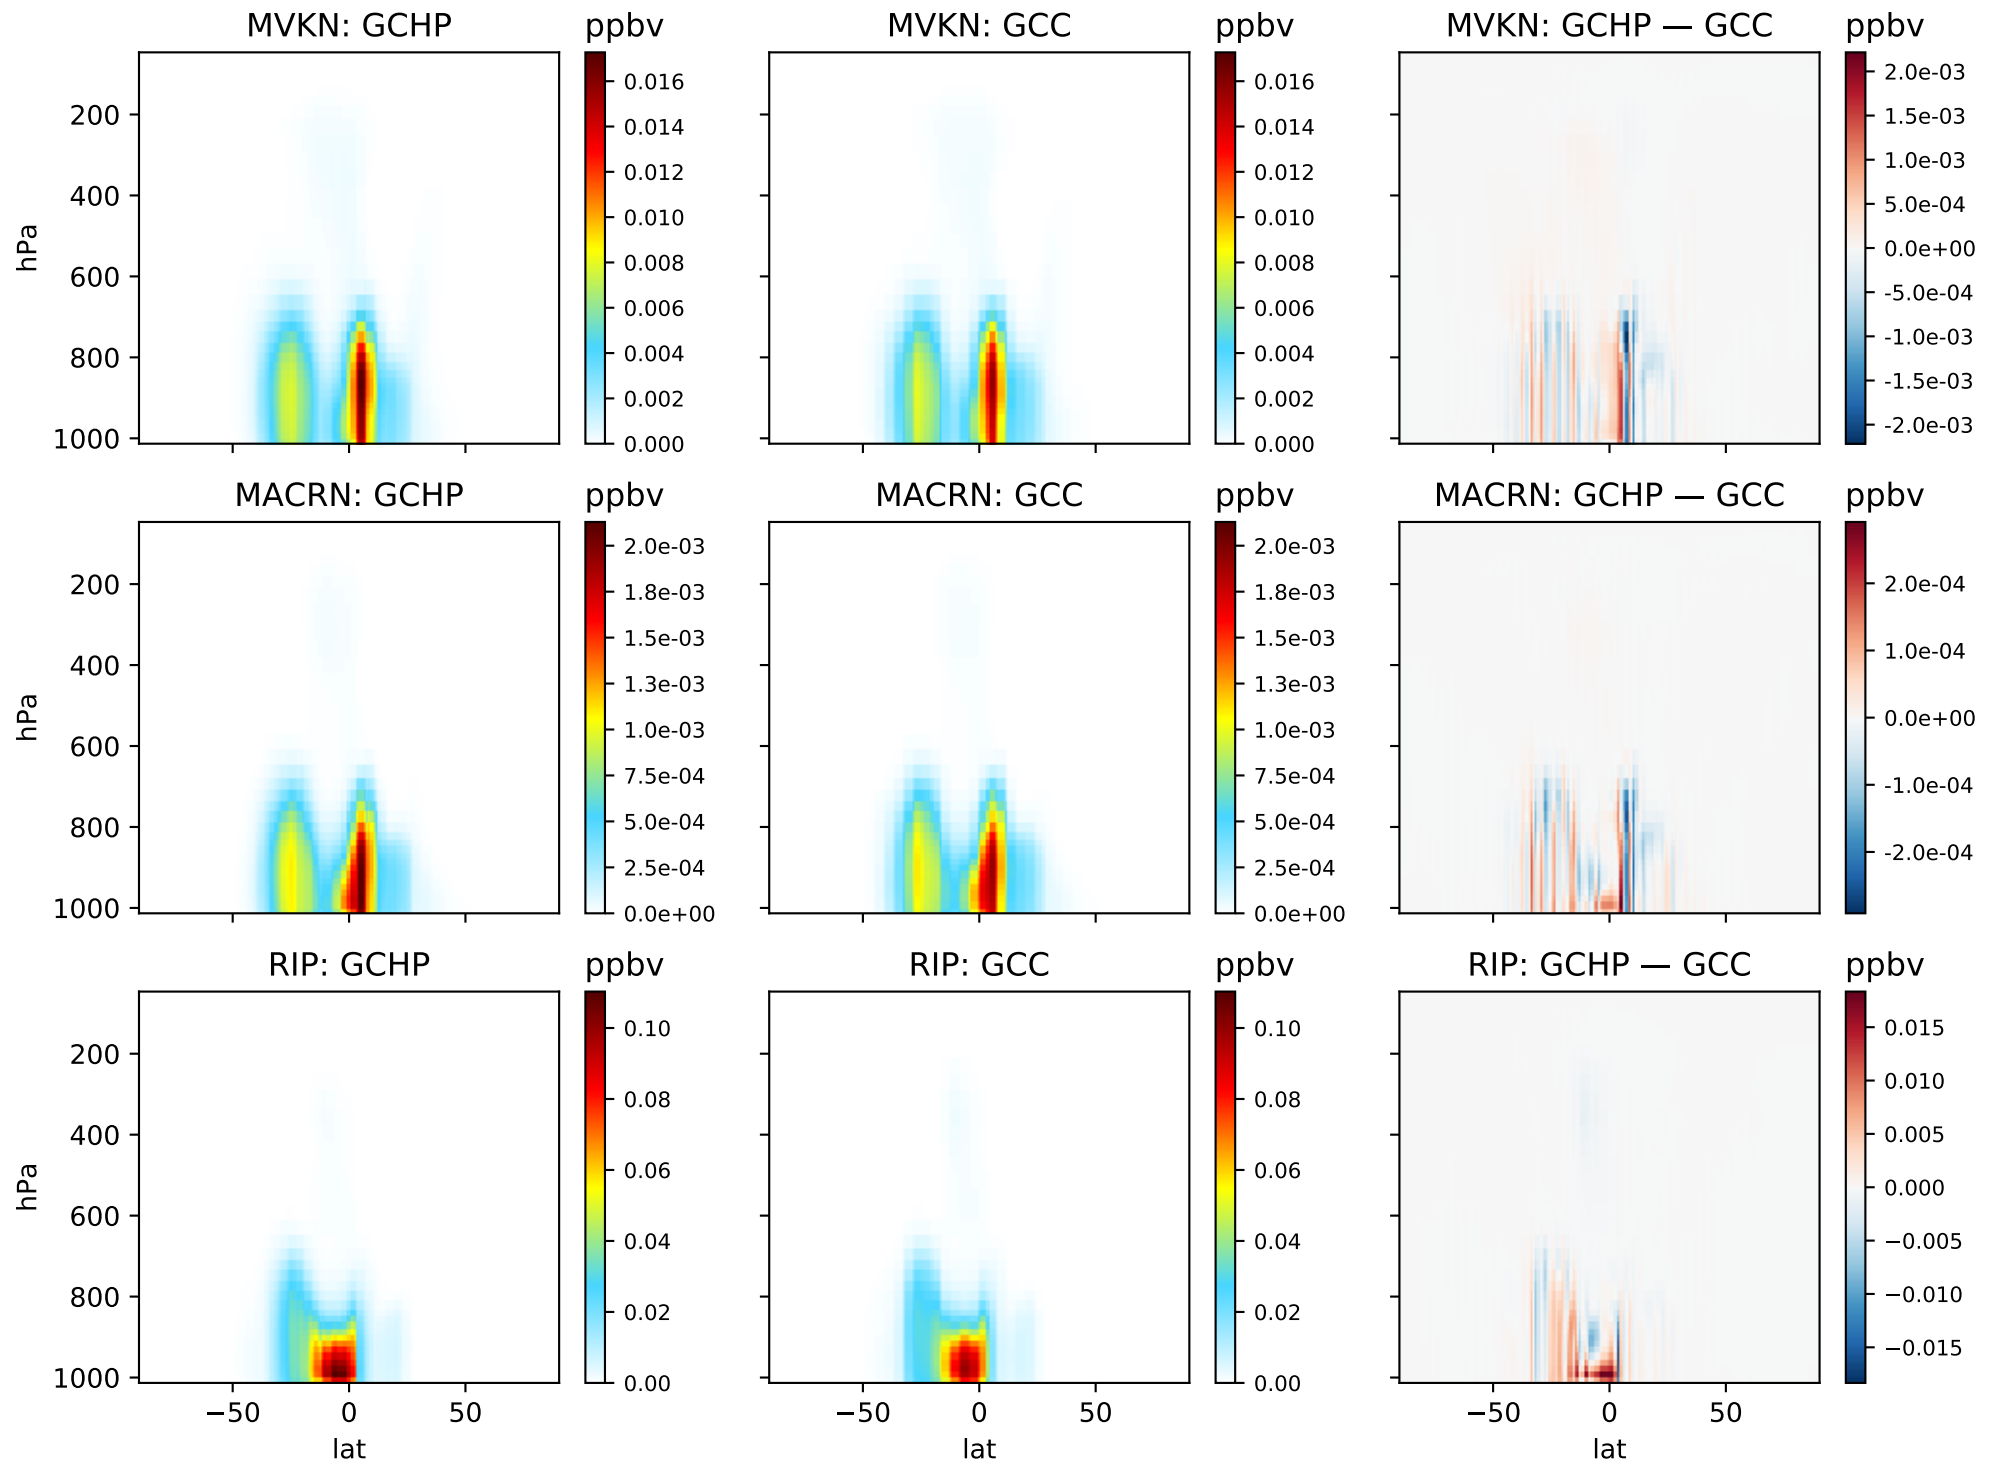 MVKN: GCHP
ppbv
MVKN: GCC
ppbv
MVKN: GCHP — GCC
ppbv
hPa
200
400
600
800
1000
0.016
0.014
0.012
0.010
0.008
0.006
0.004
0.002
0.000
0.016
0.014
0.012
0.010
0.008
0.006
0.004
0.002
0.000
2.0e-03
1.5e-03
1.0e-03
5.0e-04
0.0e+00
-5.0e-04
-1.0e-03
-1.5e-03
-2.0e-03
MACRN: GCHP
ppbv
MACRN: GCC
ppbv
MACRN: GCHP — GCC
ppbv
hPa
200
400
600
800
1000
2.0e-03
1.8e-03
1.5e-03
1.3e-03
1.0e-03
7.5e-04
5.0e-04
2.5e-04
0.0e+00
2.0e-03
1.8e-03
1.5e-03
1.3e-03
1.0e-03
7.5e-04
5.0e-04
2.5e-04
0.0e+00
2.0e-04
1.0e-04
0.0e+00
-1.0e-04
-2.0e-04
RIP: GCHP
ppbv
RIP: GCC
ppbv
RIP: GCHP — GCC
ppbv
hPa
200
400
600
800
1000
0.10
0.08
0.06
0.04
0.02
0.00
0.10
0.08
0.06
0.04
0.02
0.00
0.015
0.010
0.005
0.000
−0.005
−0.010
−0.015
−50 0 50
−50 0 50
−50 0 50
lat
lat
lat